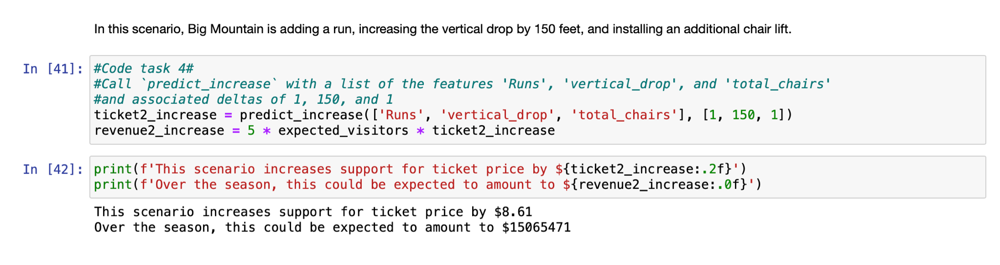 In this scenario, Big Mountain is adding a run, increasing the vertical drop by 150 feet, and installing an additional chair lift.
In [41]:
#Code task 4#
#Call `predict_increase` with a list of the features 'Runs', 'vertical_drop', and 'total_chairs'
#and associated deltas of 1, 150, and 1
ticket2_increase = predict_increase(['Runs', 'vertical_drop', 'total_chairs'], [1, 150, 1])
revenue2_increase = 5 * expected_visitors * ticket2_increase
In [42]:
print(f'This scenario increases support for ticket price by ${ticket2_increase:.2f}')
print(f'Over the season, this could be expected to amount to ${revenue2_increase:.0f}')
This scenario increases support for ticket price by $8.61
Over the season, this could be expected to amount to $15065471